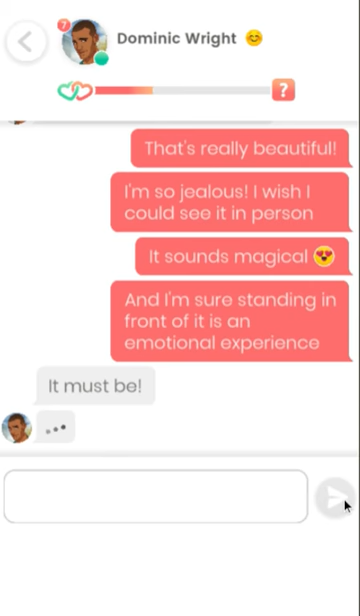 7
Dominic Wright 😊
?
That's really beautiful!
I'm so jealous! I wish I
could see it in person
It sounds magical 😍
And I'm sure standing in
front of it is an
emotional experience
It must be!
...